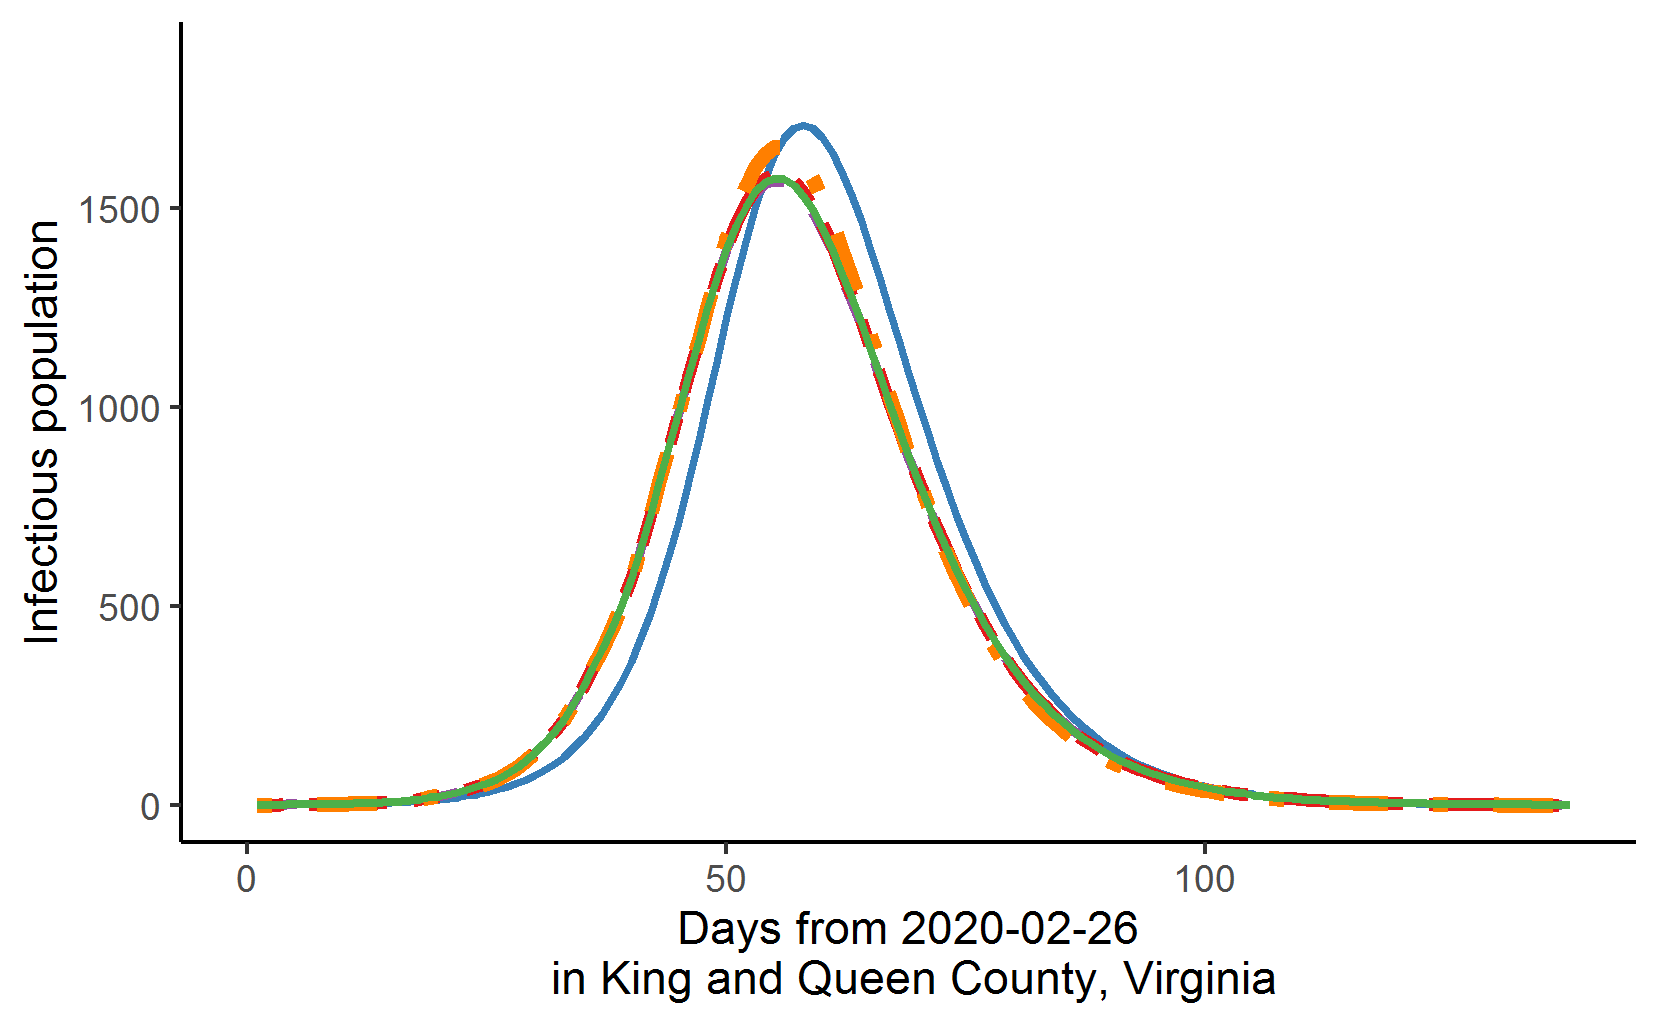 Infectious population
1500
1000
500
0
0 50 100
Days from 2020-02-26
in King and Queen County, Virginia